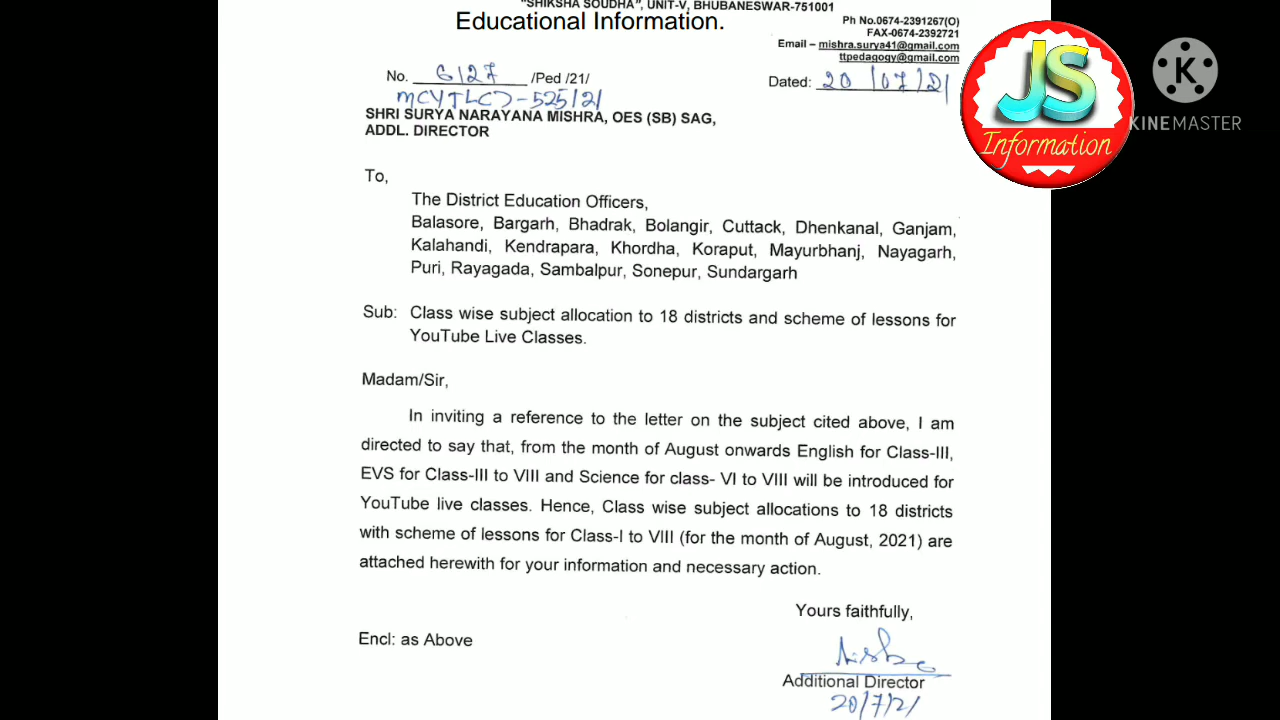 "SHIKSHA SOUDHA", UNIT-V, BHUBANESWAR-751001
Educational Information.
Ph No.0674-2391267(O)
FAX-0674-2392721
Email – mishra.surya41@gmail.com
ttpedagogy@gmail.com
No. 6127 /Ped /21/
Dated: 20/07/21
MCYTLCD-525/21
SHRI SURYA NARAYANA MISHRA, OES (SB) SAG,
ADDL. DIRECTOR
JS
Information
K
KINEMASTER
To,
The District Education Officers,
Balasore, Bargarh, Bhadrak, Bolangir, Cuttack, Dhenkanal, Ganjam,
Kalahandi, Kendrapara, Khordha, Koraput, Mayurbhanj, Nayagarh,
Puri, Rayagada, Sambalpur, Sonepur, Sundargarh
Sub: Class wise subject allocation to 18 districts and scheme of lessons for
YouTube Live Classes.
Madam/Sir,
In inviting a reference to the letter on the subject cited above, I am
directed to say that, from the month of August onwards English for Class-III,
EVS for Class-III to VIII and Science for class- VI to VIII will be introduced for
YouTube live classes. Hence, Class wise subject allocations to 18 districts
with scheme of lessons for Class-I to VIII (for the month of August, 2021) are
attached herewith for your information and necessary action.
Yours faithfully,
Encl: as Above
Additional Director
20/7/21